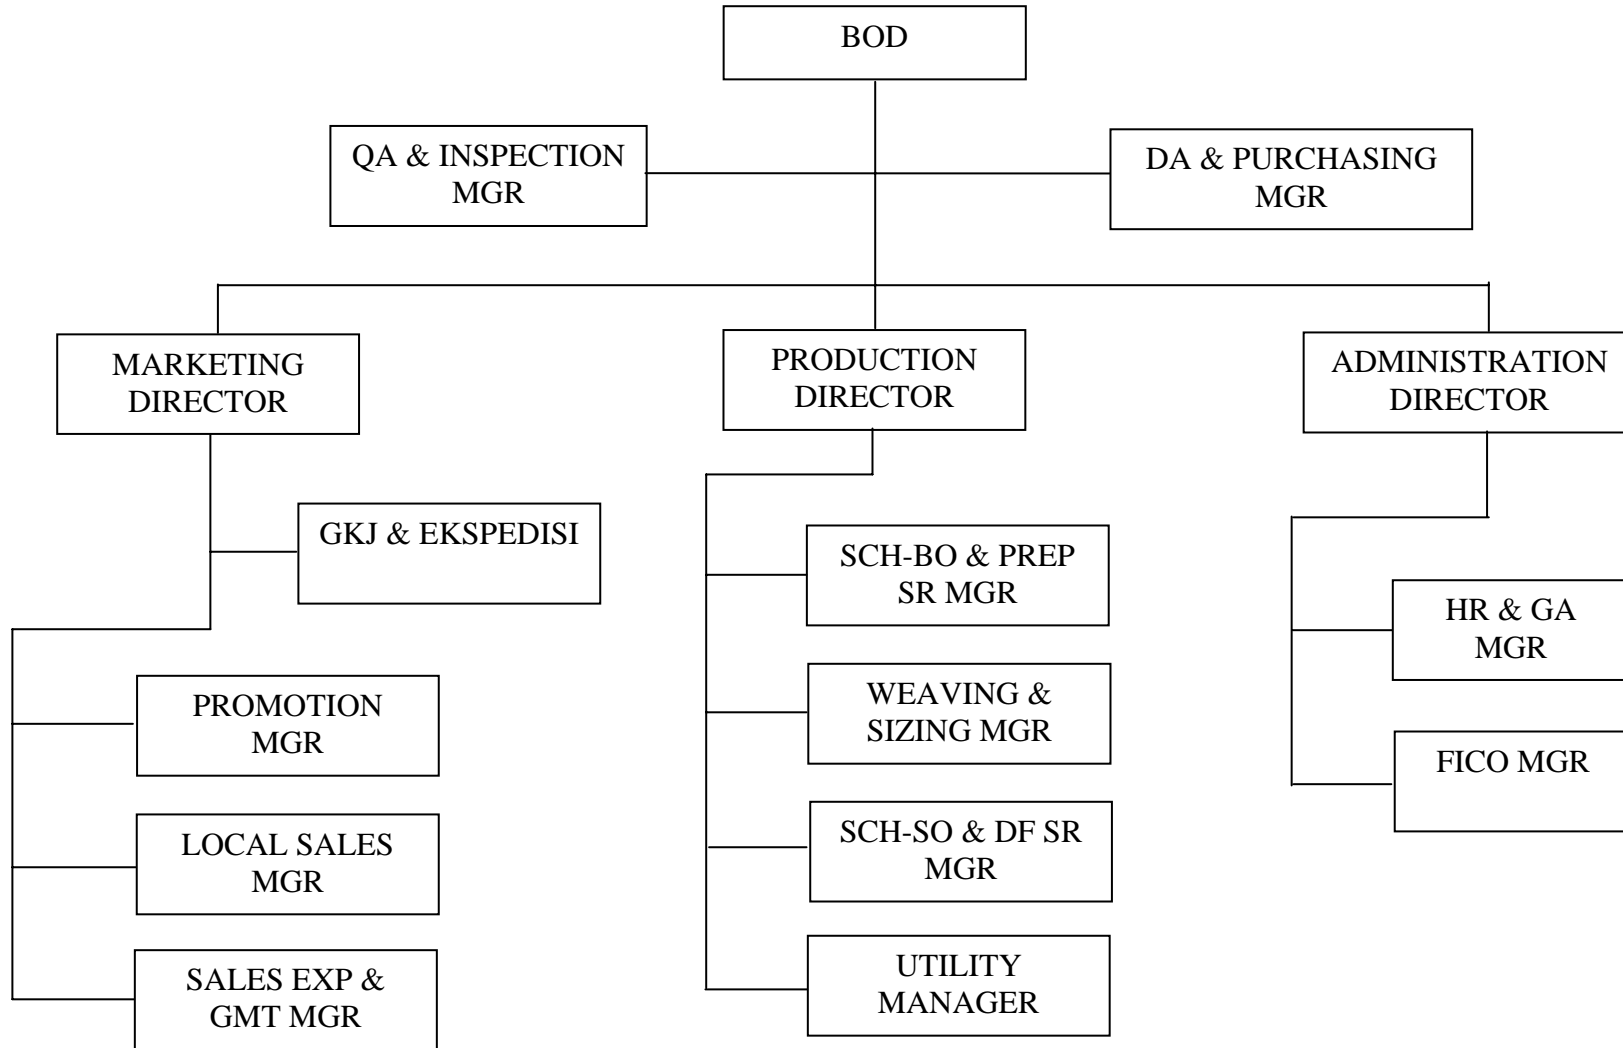 BOD
QA & INSPECTION
MGR
DA & PURCHASING
MGR
MARKETING
DIRECTOR
PRODUCTION
DIRECTOR
ADMINISTRATION
DIRECTOR
GKJ & EKSPEDISI
PROMOTION
MGR
LOCAL SALES
MGR
SALES EXP &
GMT MGR
SCH-BO & PREP
SR MGR
WEAVING &
SIZING MGR
SCH-SO & DF SR
MGR
UTILITY
MANAGER
HR & GA
MGR
FICO MGR